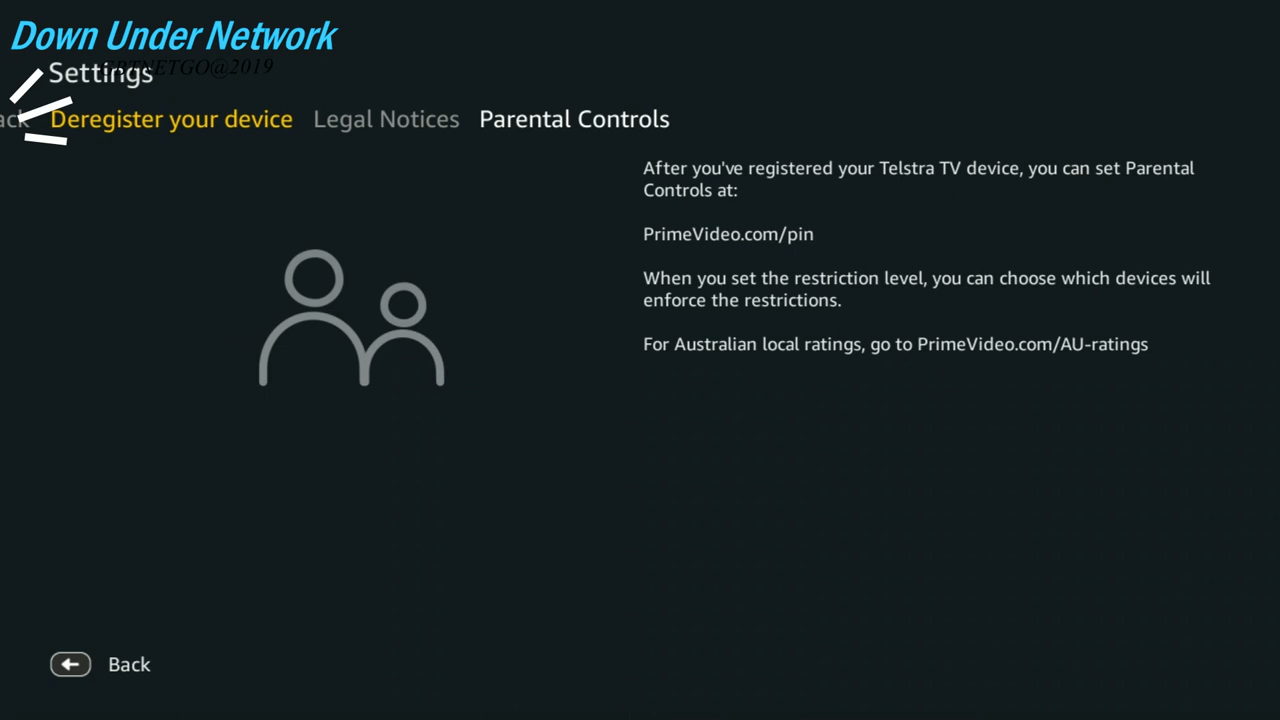 Down Under Network
NETGO@2019
Settings
ack Deregister your device Legal Notices Parental Controls
After you've registered your Telstra TV device, you can set Parental
Controls at:
PrimeVideo.com/pin
When you set the restriction level, you can choose which devices will
enforce the restrictions.
For Australian local ratings, go to PrimeVideo.com/AU-ratings
Back